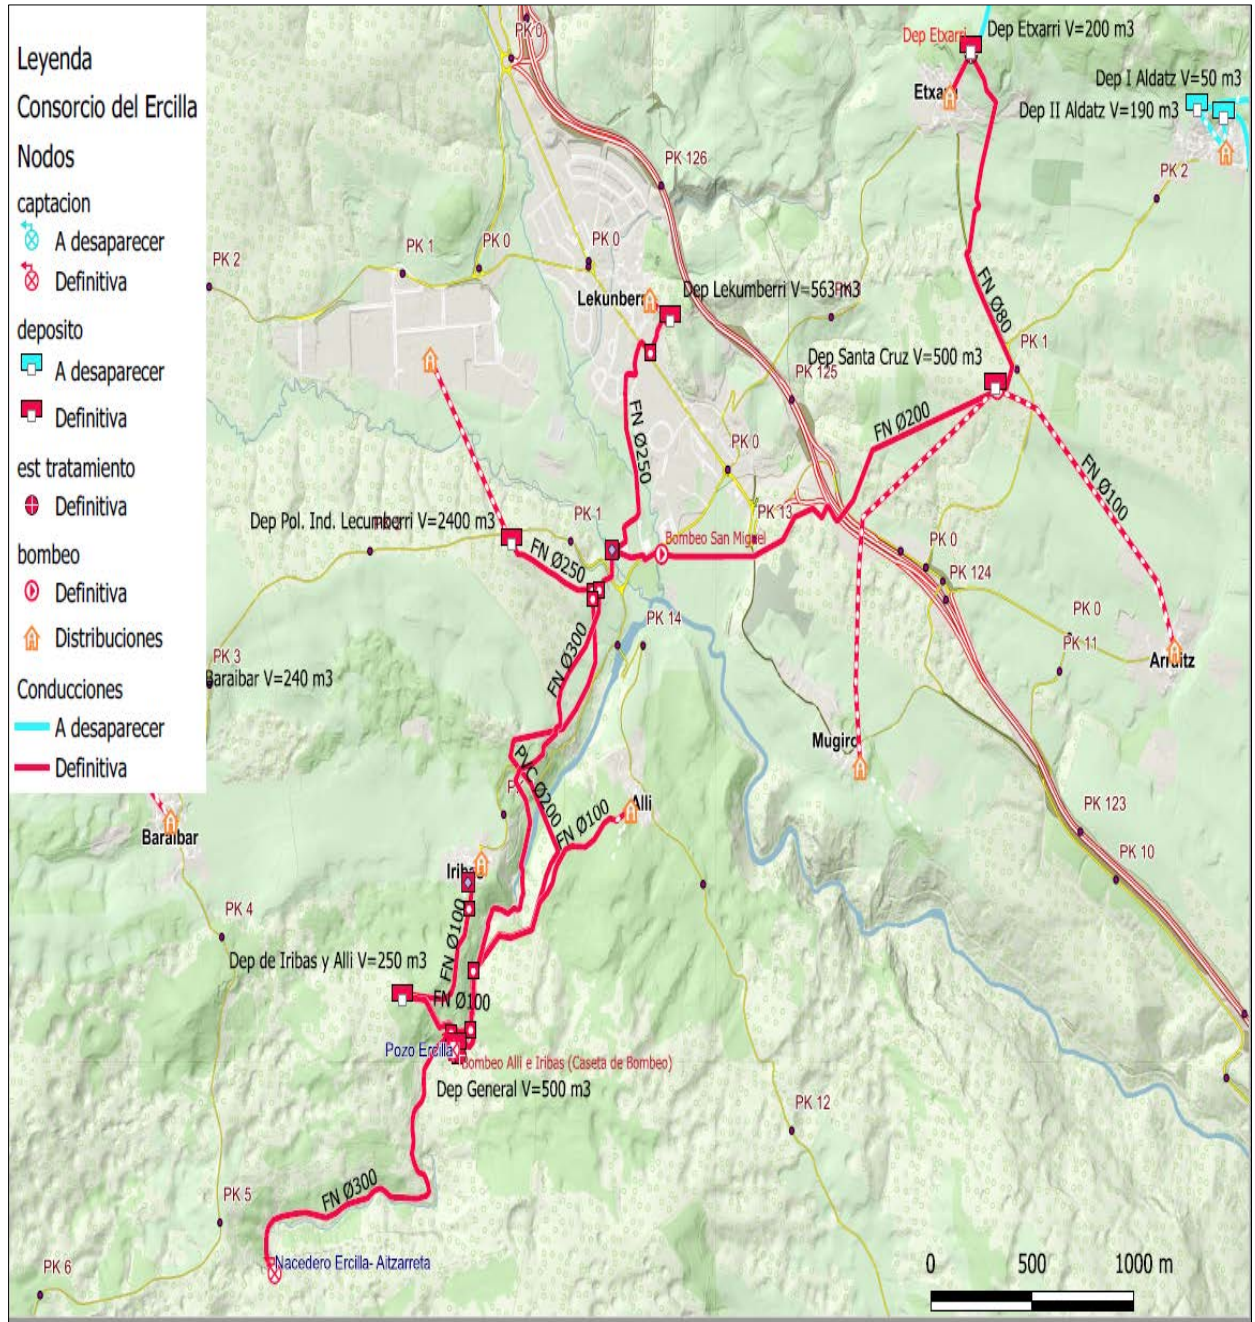 Leyenda
Consorcio del Ercilla
Nodos
captacion
A desaparecer
Definitiva
deposito
A desaparecer
Definitiva
est tratamiento
Definitiva
bombeo
Definitiva
Distribuciones
Conducciones
A desaparecer
Definitiva
PK 0
Dep Etxarri
Dep Etxarri V=200 m3
Dep I Aldatz V=50 m3
Dep II Aldatz V=190 m3
PK 126
PK 2
PK 2
PK 1
PK 0
PK 0
FN Ø80
Dep Lekumberri V=563 m3
Dep Santa Cruz V=500 m3
PK 1
PK 125
FN Ø250
FN Ø200
FN Ø100
PK 0
Dep Pol. Ind. Lecumberri V=2400 m3
PK 1
PK 13
Bombeo San Miguel
FN Ø250
PK 0
PK 124
PK 0
PK 14
PK 11
PK 3
FN Ø300
Baraibar V=240 m3
Mugiro
PVC Ø200
Alli
FN Ø100
PK 123
Baraibar
PK 10
PK 4
FN Ø100
Dep de Iribas y Alli V=250 m3
FN Ø100
Pozo Ercilla
Bombeo Alli e Iribas (Caseta de Bombeo)
Dep General V=500 m3
PK 12
FN Ø300
PK 5
Nacedero Ercilla- Aitzarreta
PK 6
0 500 1000 m